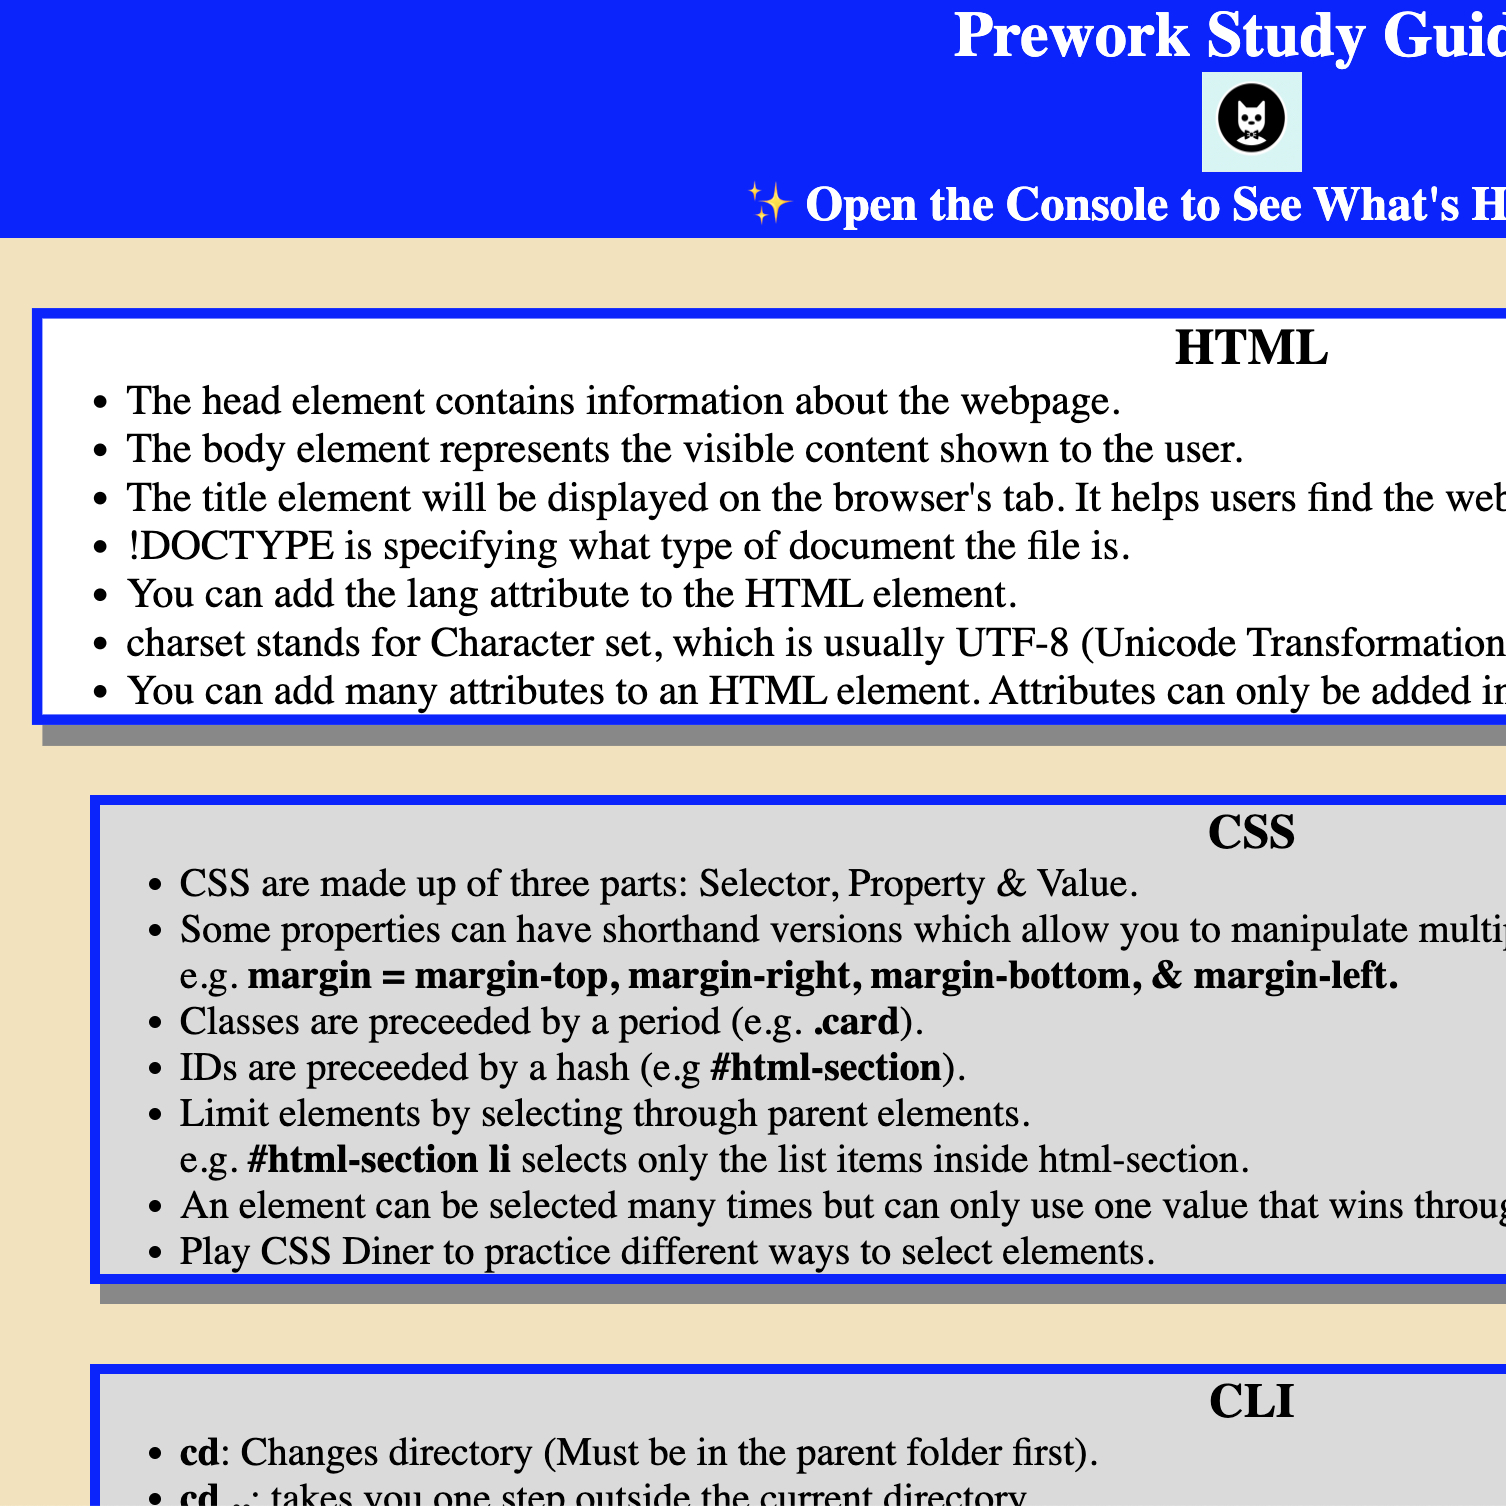 Prework Study Guid
✨ Open the Console to See What's H
HTML
• The head element contains information about the webpage.
• The body element represents the visible content shown to the user.
• The title element will be displayed on the browser's tab. It helps users find the web
• !DOCTYPE is specifying what type of document the file is.
• You can add the lang attribute to the HTML element.
• charset stands for Character set, which is usually UTF-8 (Unicode Transformation
• You can add many attributes to an HTML element. Attributes can only be added in
CSS
• CSS are made up of three parts: Selector, Property & Value.
• Some properties can have shorthand versions which allow you to manipulate multip
e.g. margin = margin-top, margin-right, margin-bottom, & margin-left.
• Classes are preceeded by a period (e.g. .card).
• IDs are preceeded by a hash (e.g #html-section).
• Limit elements by selecting through parent elements.
e.g. #html-section li selects only the list items inside html-section.
• An element can be selected many times but can only use one value that wins throug
• Play CSS Diner to practice different ways to select elements.
CLI
• cd: Changes directory (Must be in the parent folder first).
• cd ..: takes you one step outside the current directory